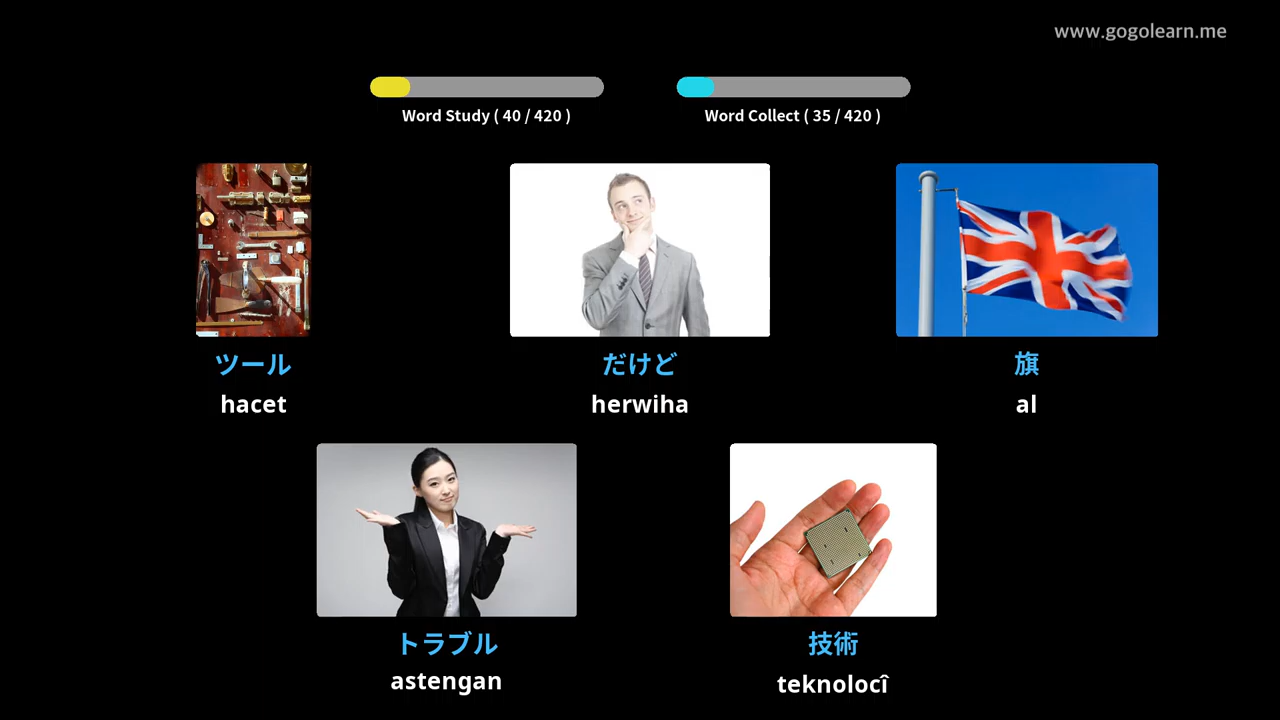 www.gogolearn.me
Word Study ( 40 / 420 )
Word Collect ( 35 / 420 )
ツール
hacet
だけど
herwiha
旗
al
トラブル
astengan
技術
teknolocî